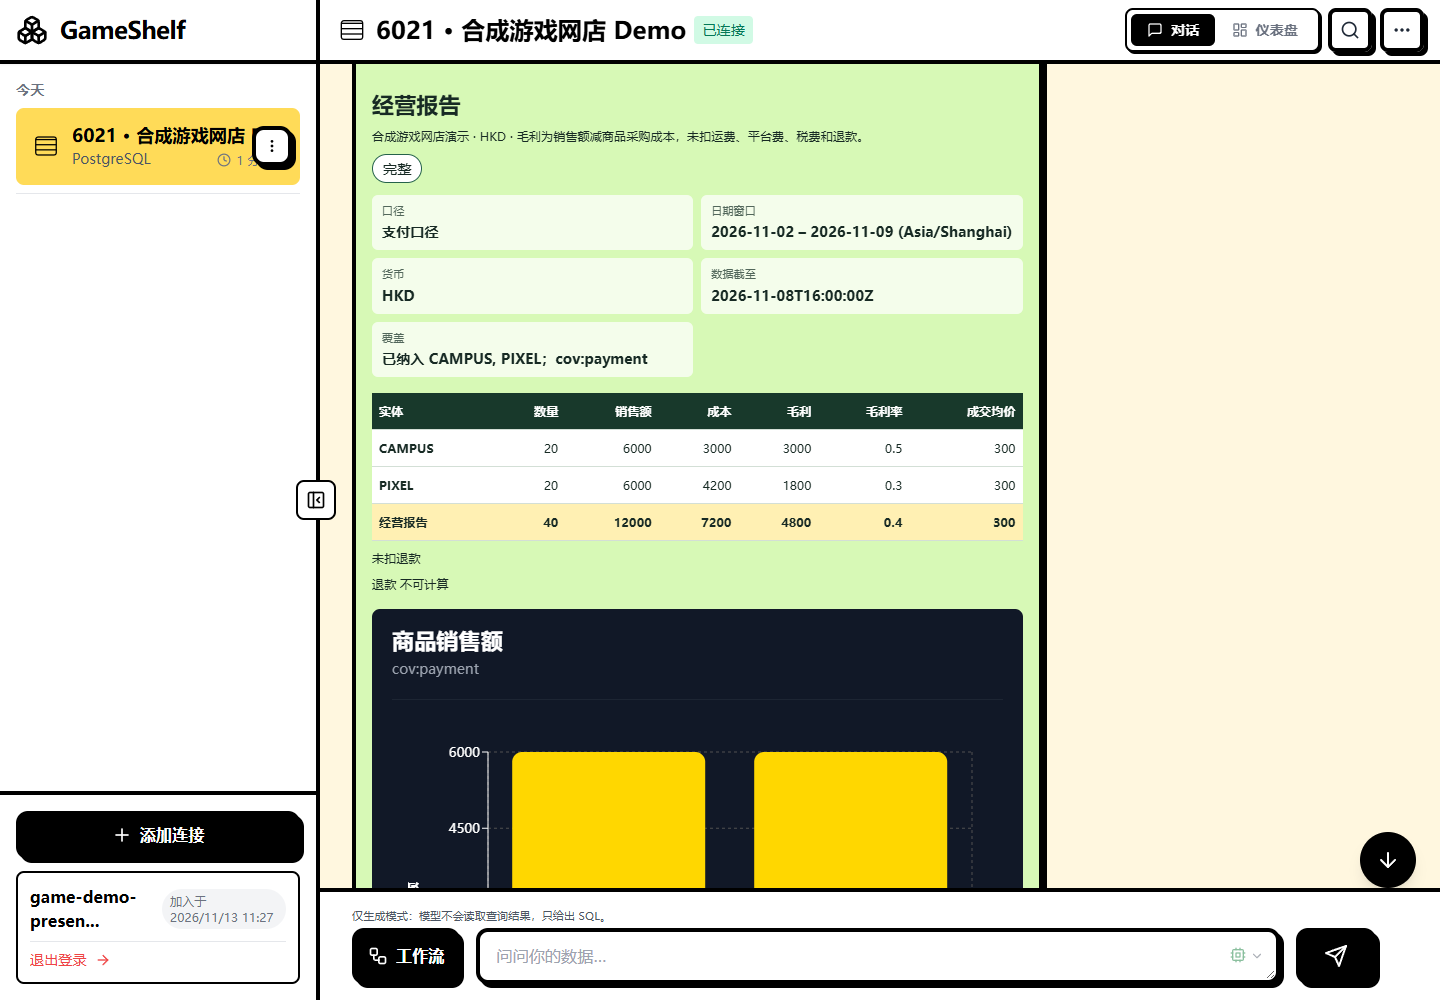 GameShelf
6021 • 合成游戏网店 Demo
已连接
对话
仪表盘
今天
6021 • 合成游戏网店
PostgreSQL
1
经营报告
合成游戏网店演示 · HKD · 毛利为销售额减商品采购成本，未扣运费、平台费、税费和退款。
完整
口径
支付口径
日期窗口
2026-11-02 – 2026-11-09 (Asia/Shanghai)
货币
HKD
数据截至
2026-11-08T16:00:00Z
覆盖
已纳入 CAMPUS, PIXEL；cov:payment
实体 数量 销售额 成本 毛利 毛利率 成交均价
CAMPUS 20 6000 3000 3000 0.5 300
PIXEL 20 6000 4200 1800 0.3 300
经营报告 40 12000 7200 4800 0.4 300
未扣退款
退款 不可计算
商品销售额
cov:payment
6000
4500
添加连接
game-demo-presen...
加入于
2026/11/13 11:27
退出登录
仅生成模式：模型不会读取查询结果，只给出 SQL。
工作流
问问你的数据...